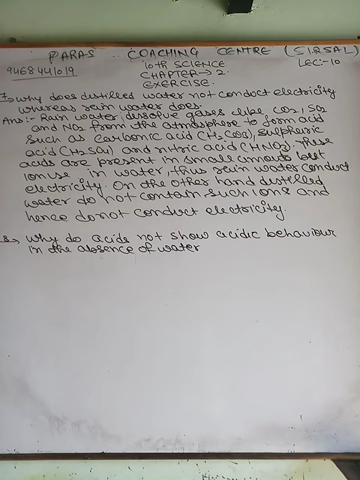 PARAS COACHING CENTRE (SIRSAL)
9468441019 10th SCIENCE LEC:-10
CHAPTER→2
EXERCISE.
7→ Why does distilled water not conduct electricity
whereas rain water does.
Ans:- Rain water dissolve gases like CO2, SO2
and NO2 from the atmosphere to form acid
such as Carbonic acid (H2CO3), sulphuric
acid (H2SO4) and nitric acid (HNO3). These
acids are present in small amounts but
ionise in water, thus rain water conduct
electricity. On the other hand distilled
water do not contain such ions and
hence do not conduct electricity
8→ Why do acids not show acidic behaviour
in the absence of water